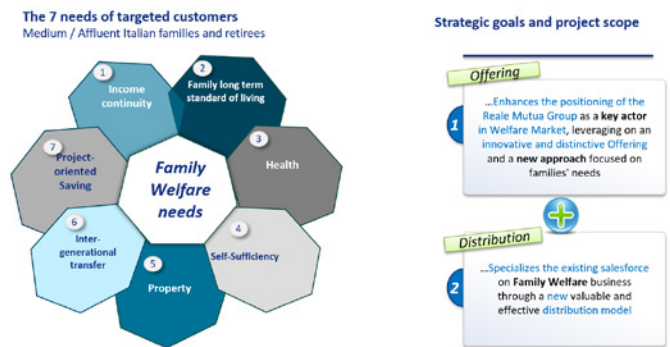 The 7 needs of targeted customers
Medium / Affluent Italian families and retirees
1
Income
continuity
2
Family long term
standard of living
3
Health
4
Self-Sufficiency
5
Property
6
Inter-
generational
transfer
7
Project-
oriented
Saving
Family
Welfare
needs
Strategic goals and project scope
Offering
1
...Enhances the positioning of the
Reale Mutua Group as a key actor
in Welfare Market, leveraging on an
innovative and distinctive Offering
and a new approach focused on
families' needs
Distribution
2
...Specializes the existing salesforce
on Family Welfare business
through a new valuable and
effective distribution model